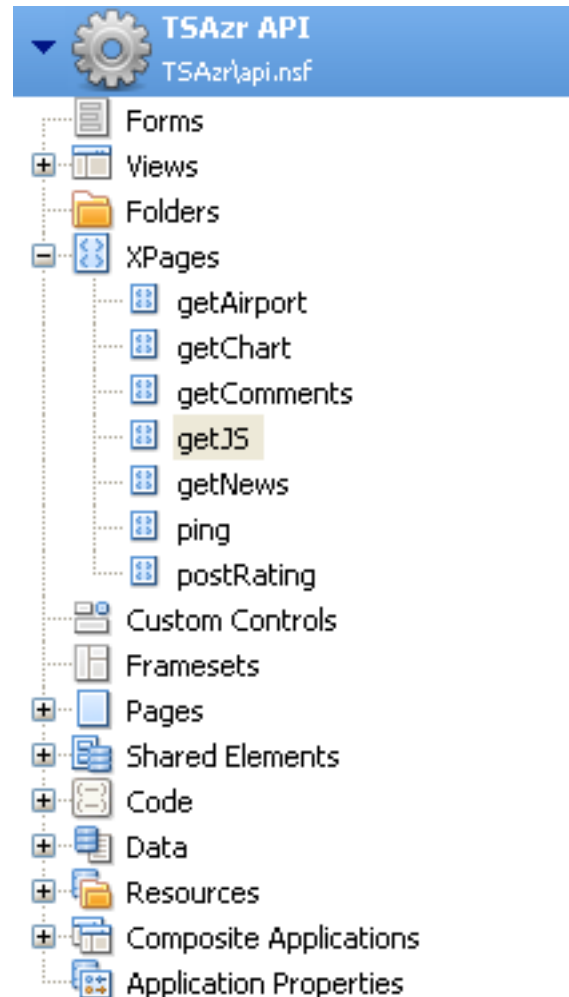 TSAzr API
TSAzr\api.nsf
Forms
Views
Folders
XPages
getAirport
getChart
getComments
getJS
getNews
ping
postRating
Custom Controls
Framesets
Pages
Shared Elements
Code
Data
Resources
Composite Applications
Application Properties